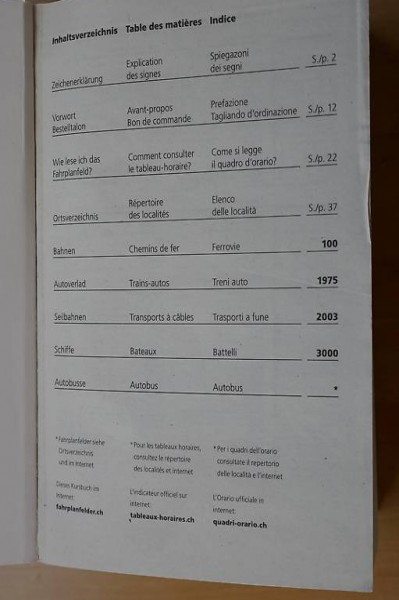 Inhaltsverzeichnis Table des matières Indice
Zeichenerklärung Explication des signes Spiegazoni dei segni S./p. 2
Vorwort Bestelltalon Avant-propos Bon de commande Prefazione Tagliando d'ordinazione S./p. 12
Wie lese ich das Fahrplanfeld? Comment consulter le tableau-horaire? Come si legge il quadro d'orario? S./p. 22
Ortsverzeichnis Répertoire des localités Elenco delle località S./p. 37
Bahnen Chemins de fer Ferrovie 100
Autoverlad Trains-autos Treni auto 1975
Seilbahnen Transports à câbles Trasporti a fune 2003
Schiffe Bateaux Battelli 3000
Autobusse Autobus Autobus *
* Fahrplanfelder siehe
Ortsverzeichnis
und im Internet
Dieses Kursbuch im
Internet:
fahrplanfelder.ch
* Pour les tableaux horaires,
consultez le répertoire
des localités et internet
L'indicateur officiel sur
internet:
tableaux-horaires.ch
* Per i quadri dell'orario
consultate il repertorio
delle località e l'internet
L'Orario ufficiale in
internet:
quadri-orario.ch